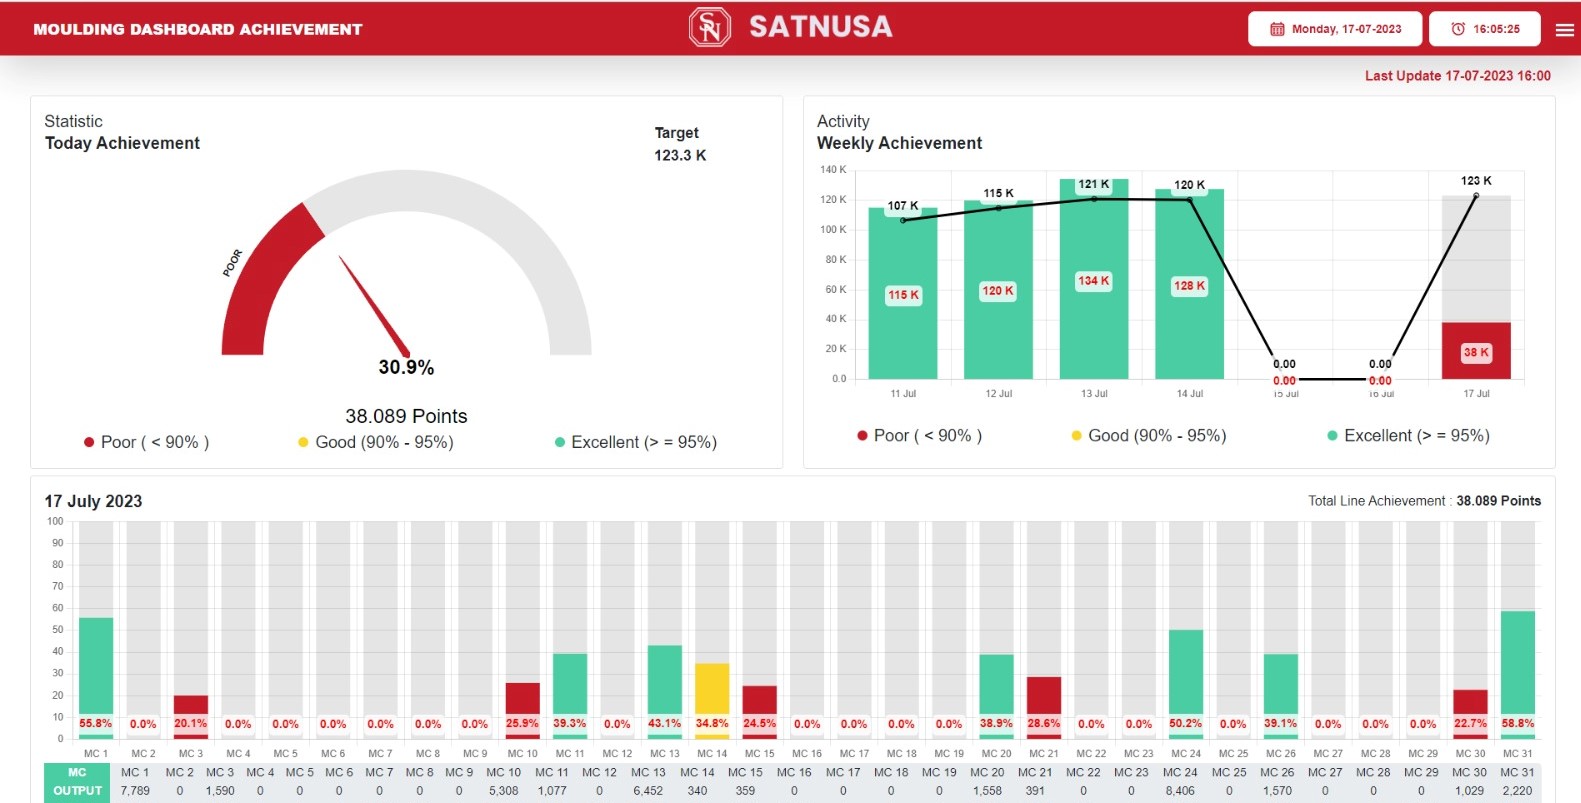 MOULDING DASHBOARD ACHIEVEMENT
SN
SATNUSA
Monday, 17-07-2023
16:05:25
Last Update 17-07-2023 16:00
Statistic
Today Achievement
Target
123.3 K
POOR
30.9%
38.089 Points
Poor ( < 90% )
Good (90% - 95%)
Excellent (> = 95%)
Activity
Weekly Achievement
140 K
120 K
100 K
80 K
60 K
40 K
20 K
0.0
107 K
115 K
121 K
120 K
0.00
0.00
123 K
115 K
120 K
134 K
128 K
0.00
0.00
38 K
11 Jul
12 Jul
13 Jul
14 Jul
15 Jul
16 Jul
17 Jul
Poor ( < 90% )
Good (90% - 95%)
Excellent (> = 95%)
17 July 2023
Total Line Achievement : 38.089 Points
100
90
80
70
60
50
40
30
20
10
0
55.8% 0.0% 20.1% 0.0% 0.0% 0.0% 0.0% 0.0% 0.0% 25.9% 39.3% 0.0% 43.1% 34.8% 24.5% 0.0% 0.0% 0.0% 0.0% 38.9% 28.6% 0.0% 0.0% 50.2% 0.0% 39.1% 0.0% 0.0% 0.0% 22.7% 58.8%
MC 1 MC 2 MC 3 MC 4 MC 5 MC 6 MC 7 MC 8 MC 9 MC 10 MC 11 MC 12 MC 13 MC 14 MC 15 MC 16 MC 17 MC 18 MC 19 MC 20 MC 21 MC 22 MC 23 MC 24 MC 25 MC 26 MC 27 MC 28 MC 29 MC 30 MC 31
MC MC 1 MC 2 MC 3 MC 4 MC 5 MC 6 MC 7 MC 8 MC 9 MC 10 MC 11 MC 12 MC 13 MC 14 MC 15 MC 16 MC 17 MC 18 MC 19 MC 20 MC 21 MC 22 MC 23 MC 24 MC 25 MC 26 MC 27 MC 28 MC 29 MC 30 MC 31
OUTPUT 7,789 0 1,590 0 0 0 0 0 0 5,308 1,077 0 6,452 340 359 0 0 0 0 1,558 391 0 0 8,406 0 1,570 0 0 0 1,029 2,220